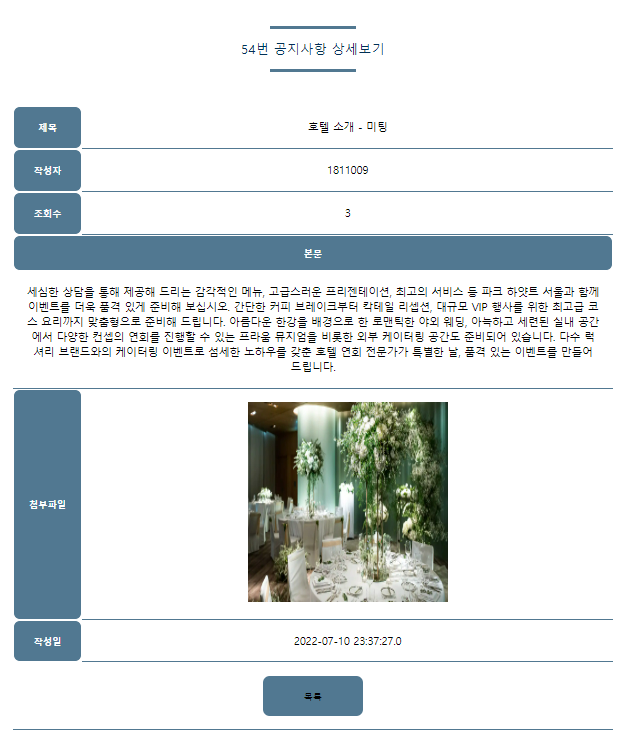 54번 공지사항 상세보기
제목
호텔 소개 - 미팅
작성자
1811009
조회수
3
본문
세심한 상담을 통해 제공해 드리는 감각적인 메뉴, 고급스러운 프리젠테이션, 최고의 서비스 등 파크 하얏트 서울과 함께
이벤트를 더욱 품격 있게 준비해 보십시오. 간단한 커피 브레이크부터 칵테일 리셉션, 대규모 VIP 행사를 위한 최고급 코
스 요리까지 맞춤형으로 준비해 드립니다. 아름다운 한강을 배경으로 한 로맨틱한 야외 웨딩, 아늑하고 세련된 실내 공간
에서 다양한 컨셉의 연회를 진행할 수 있는 프라움 뮤지엄을 비롯한 외부 케이터링 공간도 준비되어 있습니다. 다수 럭
셔리 브랜드와의 케이터링 이벤트로 섬세한 노하우를 갖춘 호텔 연회 전문가가 특별한 날, 품격 있는 이벤트를 만들어
드립니다.
첨부파일
작성일
2022-07-10 23:37:27.0
목록